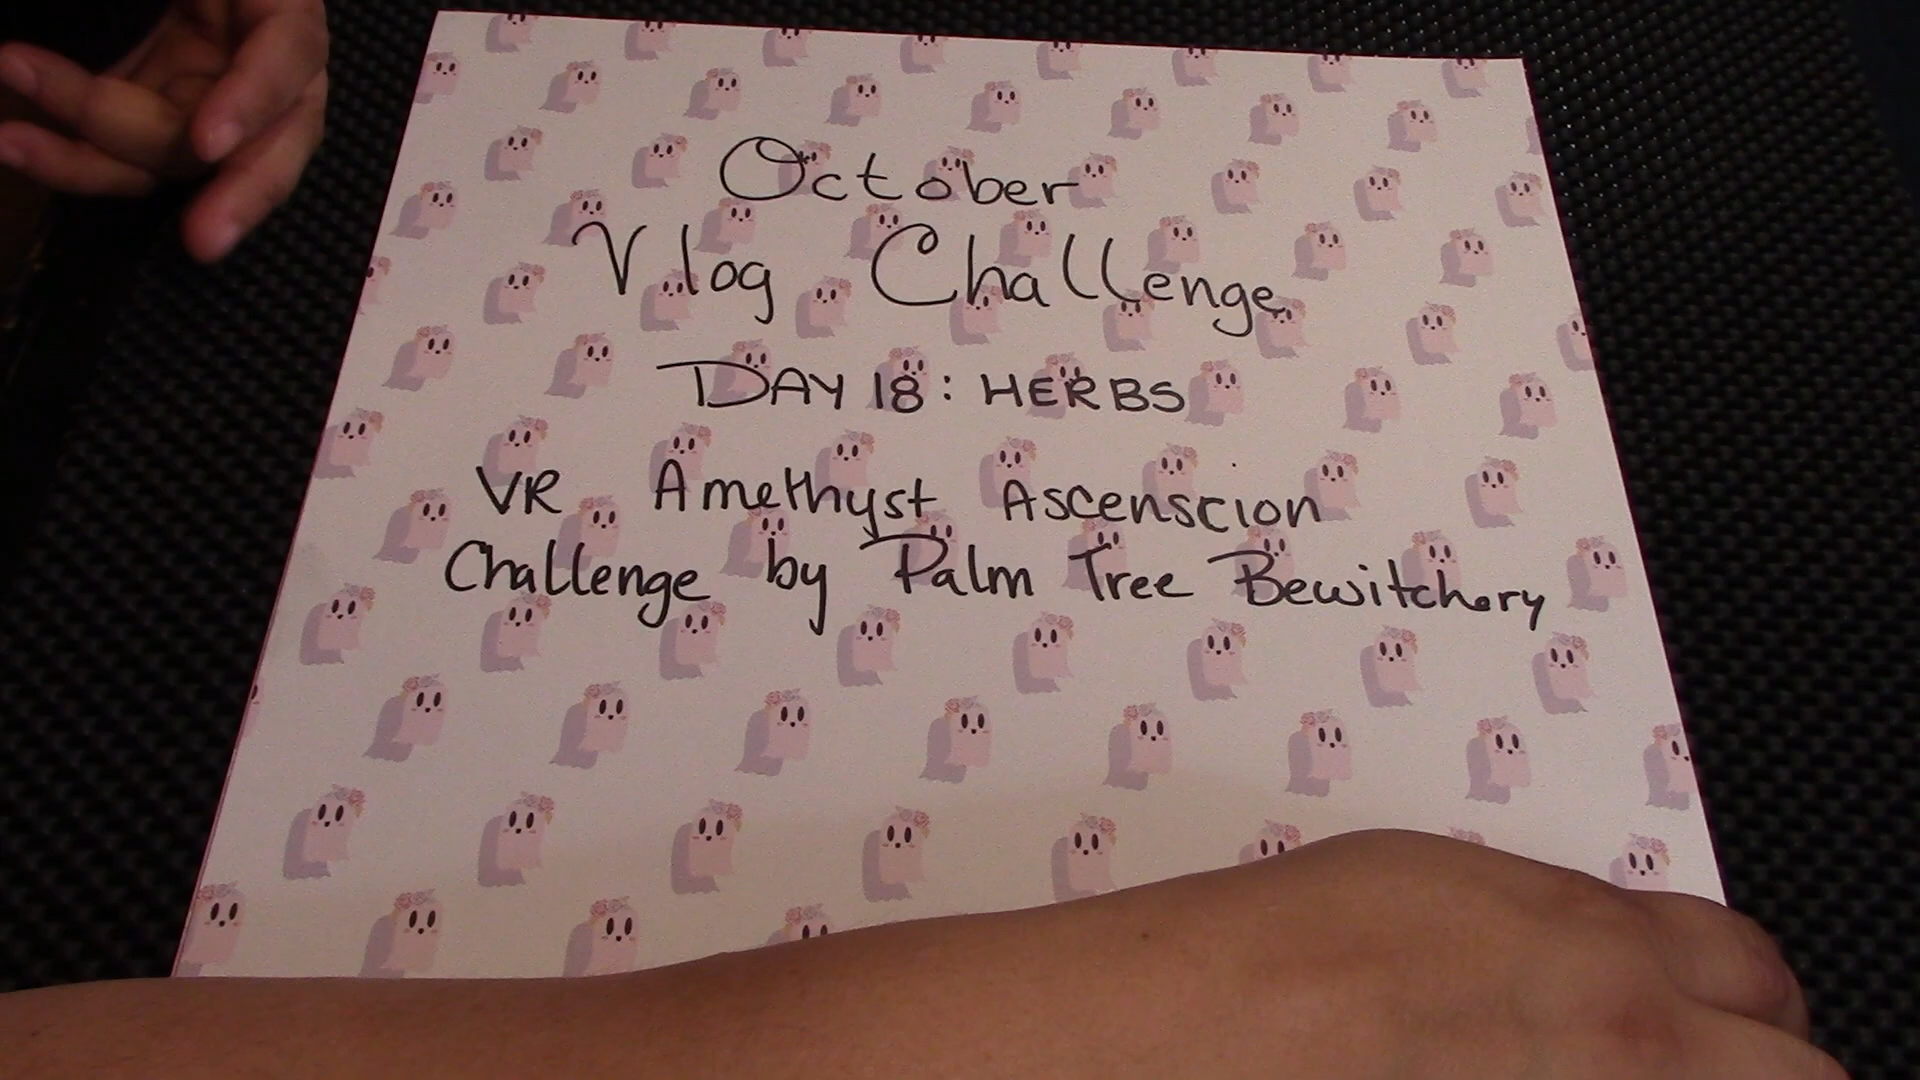 October
Vlog Challenge
DAY 18: HERBS
VR Amethyst Ascenscion
Challenge by Palm Tree Bewitchery